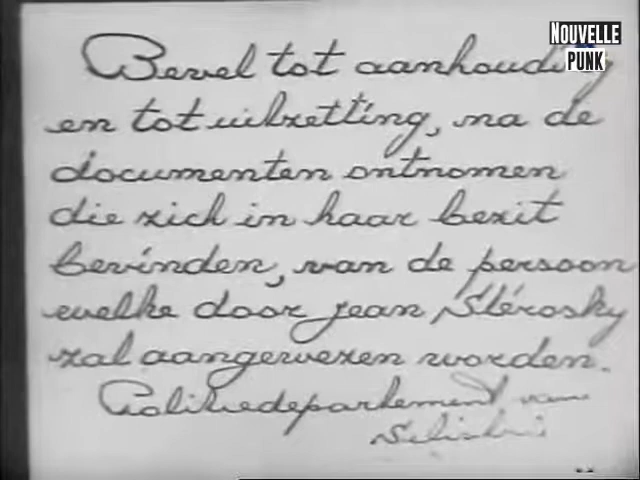 NOUVELLE
PUNK
Bevel tot aanhouding
en tot uitzetting, na de
documenten ontnomen
die zich in haar bezit
bevinden, van de persoon
welke door jean Slérosky
zal aangewezen worden.
Politiedepartement van